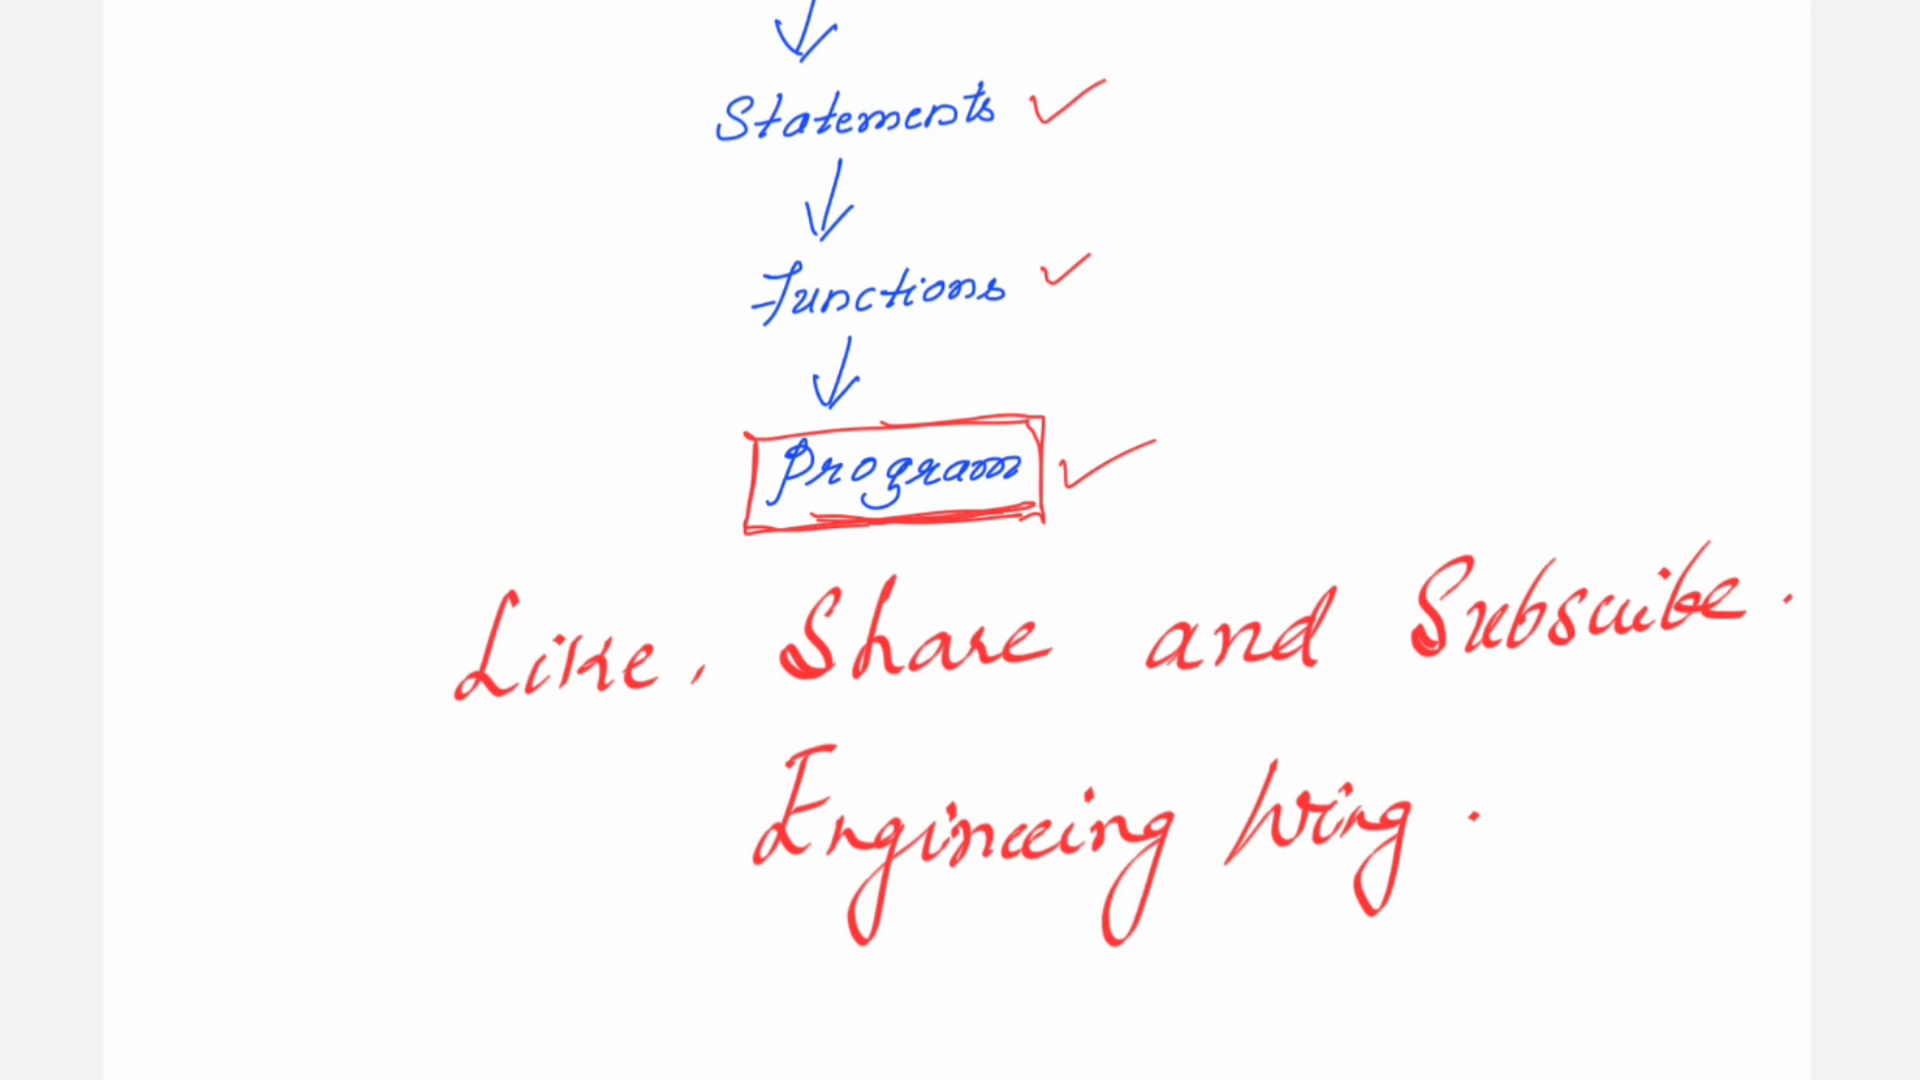 Statements
Functions
Program
Like, Share and Subscribe.
Engineering Wing.